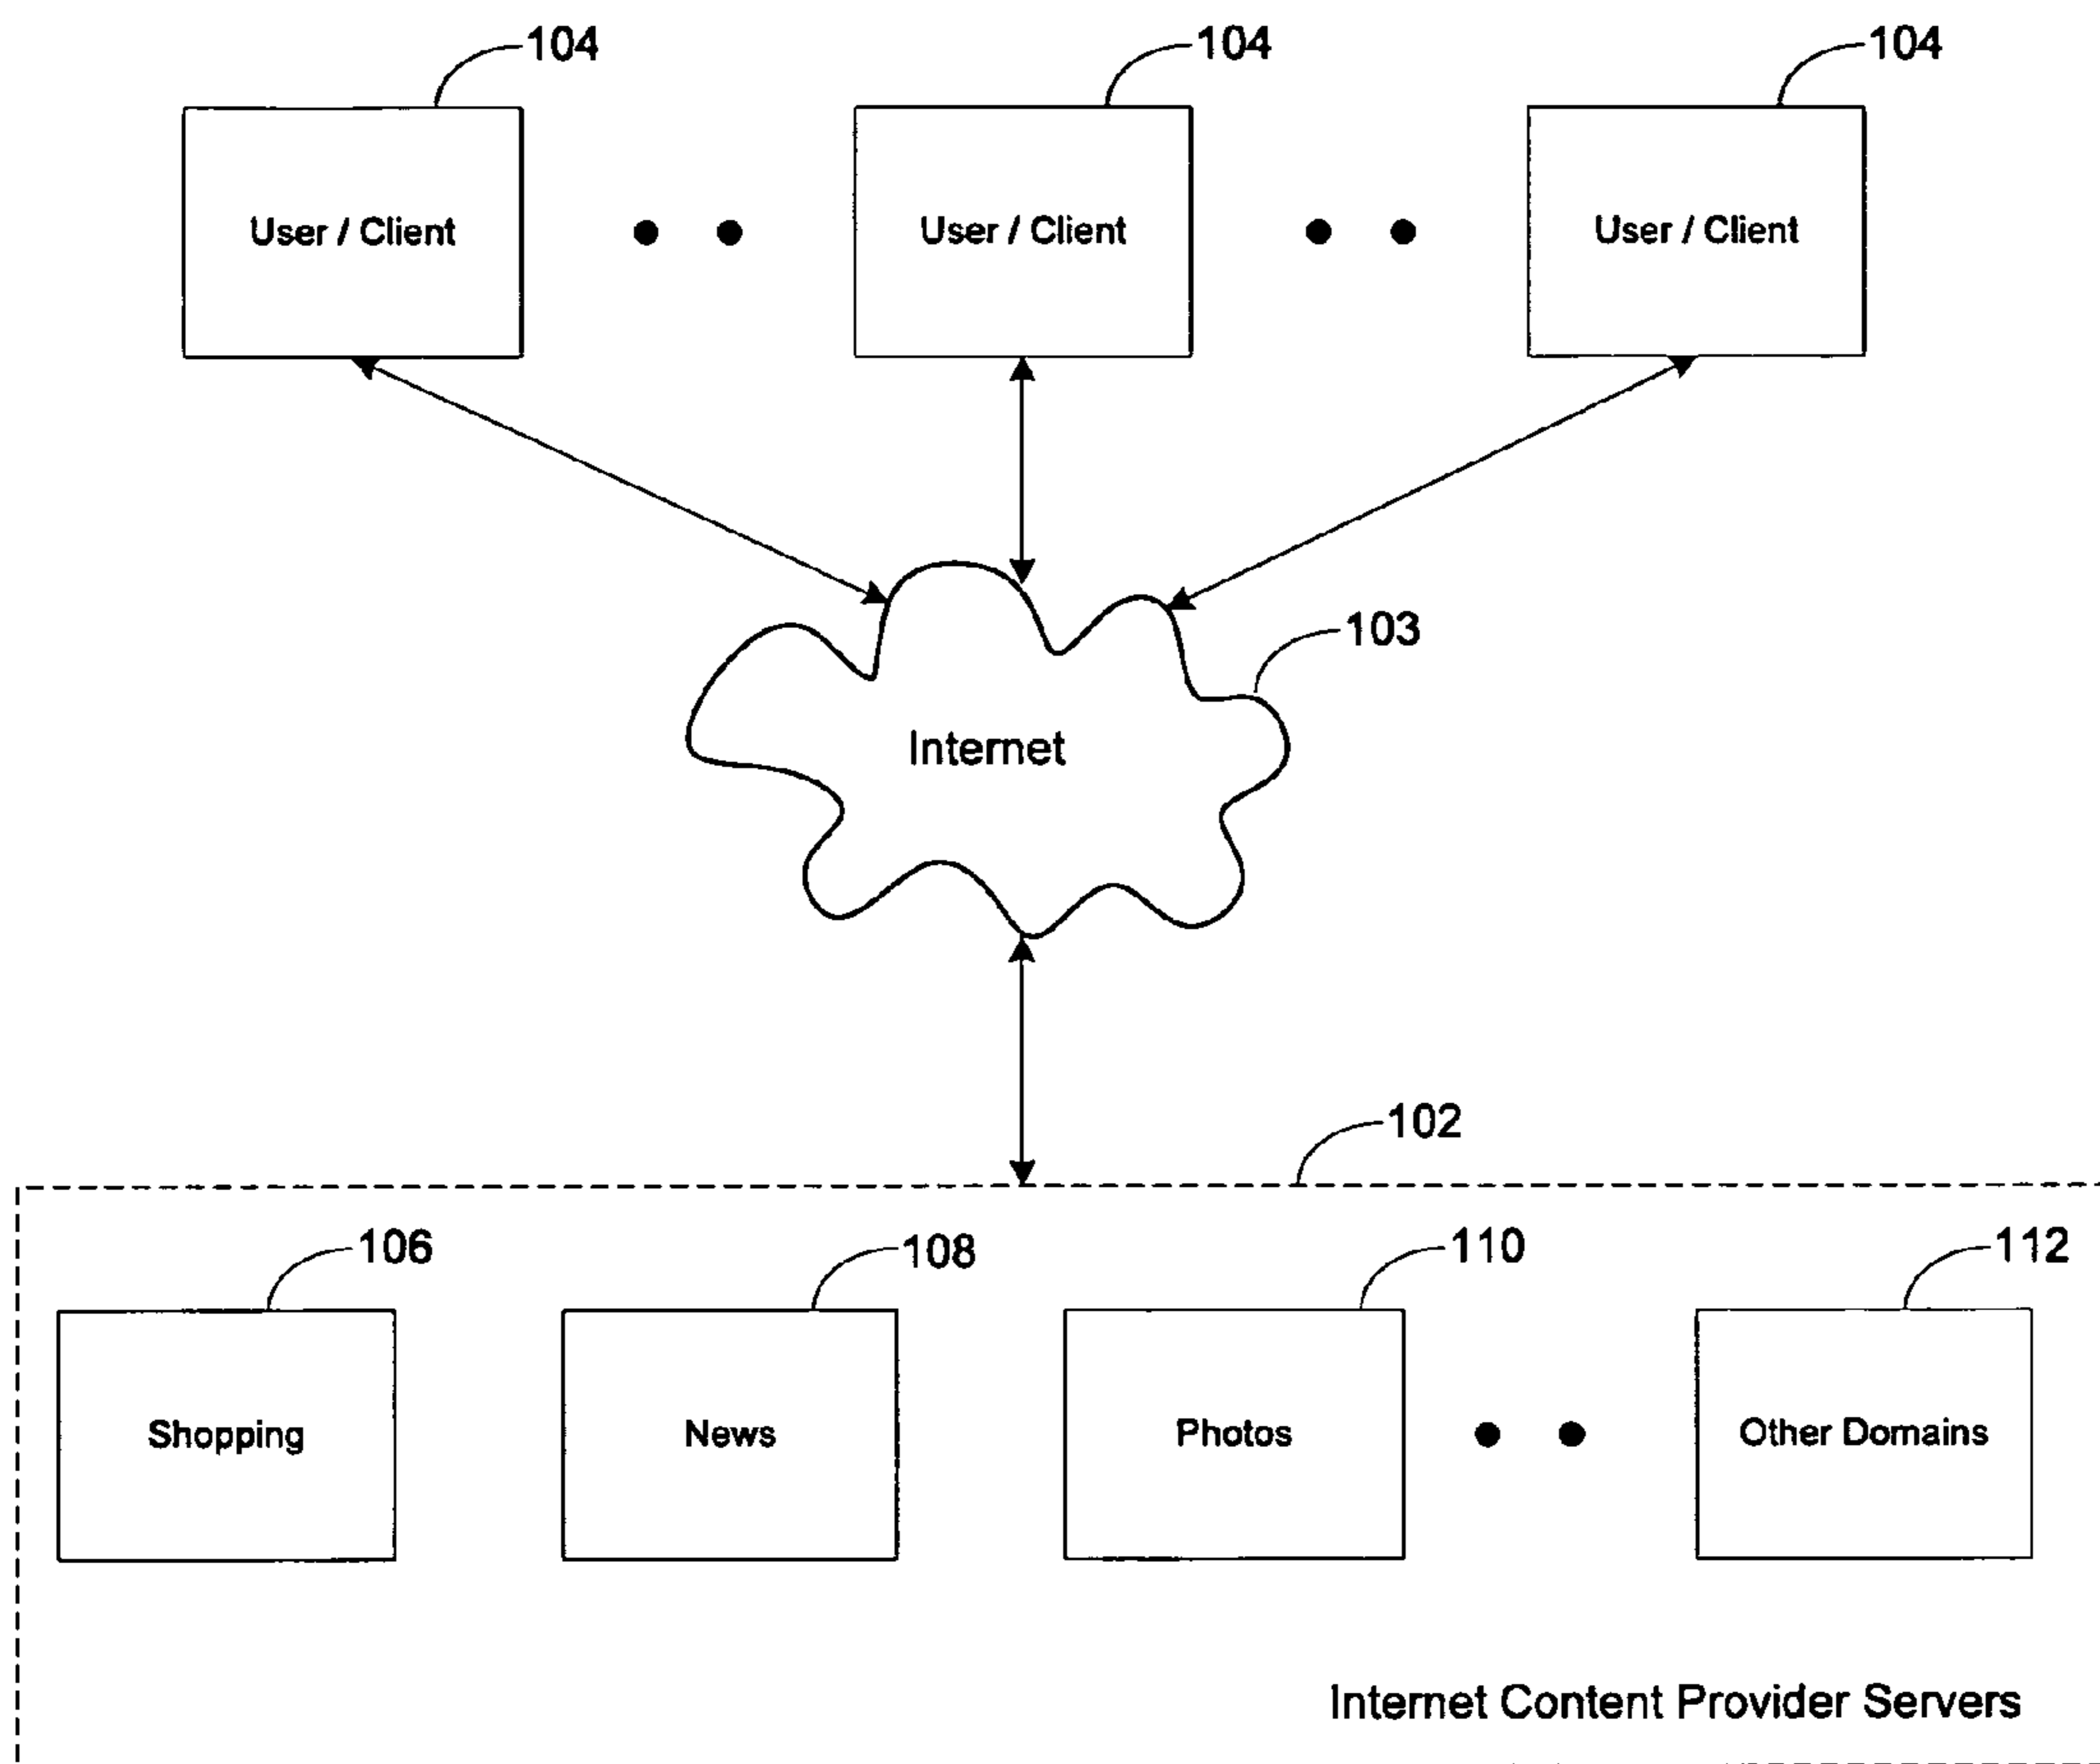 104
104
104
User / Client
User / Client
User / Client
103
Internet
102
106
108
110
112
Shopping
News
Photos
Other Domains
Internet Content Provider Servers